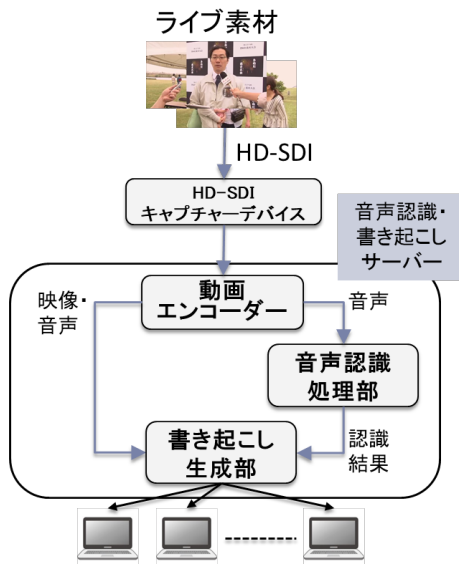 ライブ素材
HD-SDI
HD-SDI
キャプチャーデバイス
音声認識・
書き起こし
サーバー
映像・
音声
動画
エンコーダー
音声
音声認識
処理部
書き起こし
生成部
認識
結果